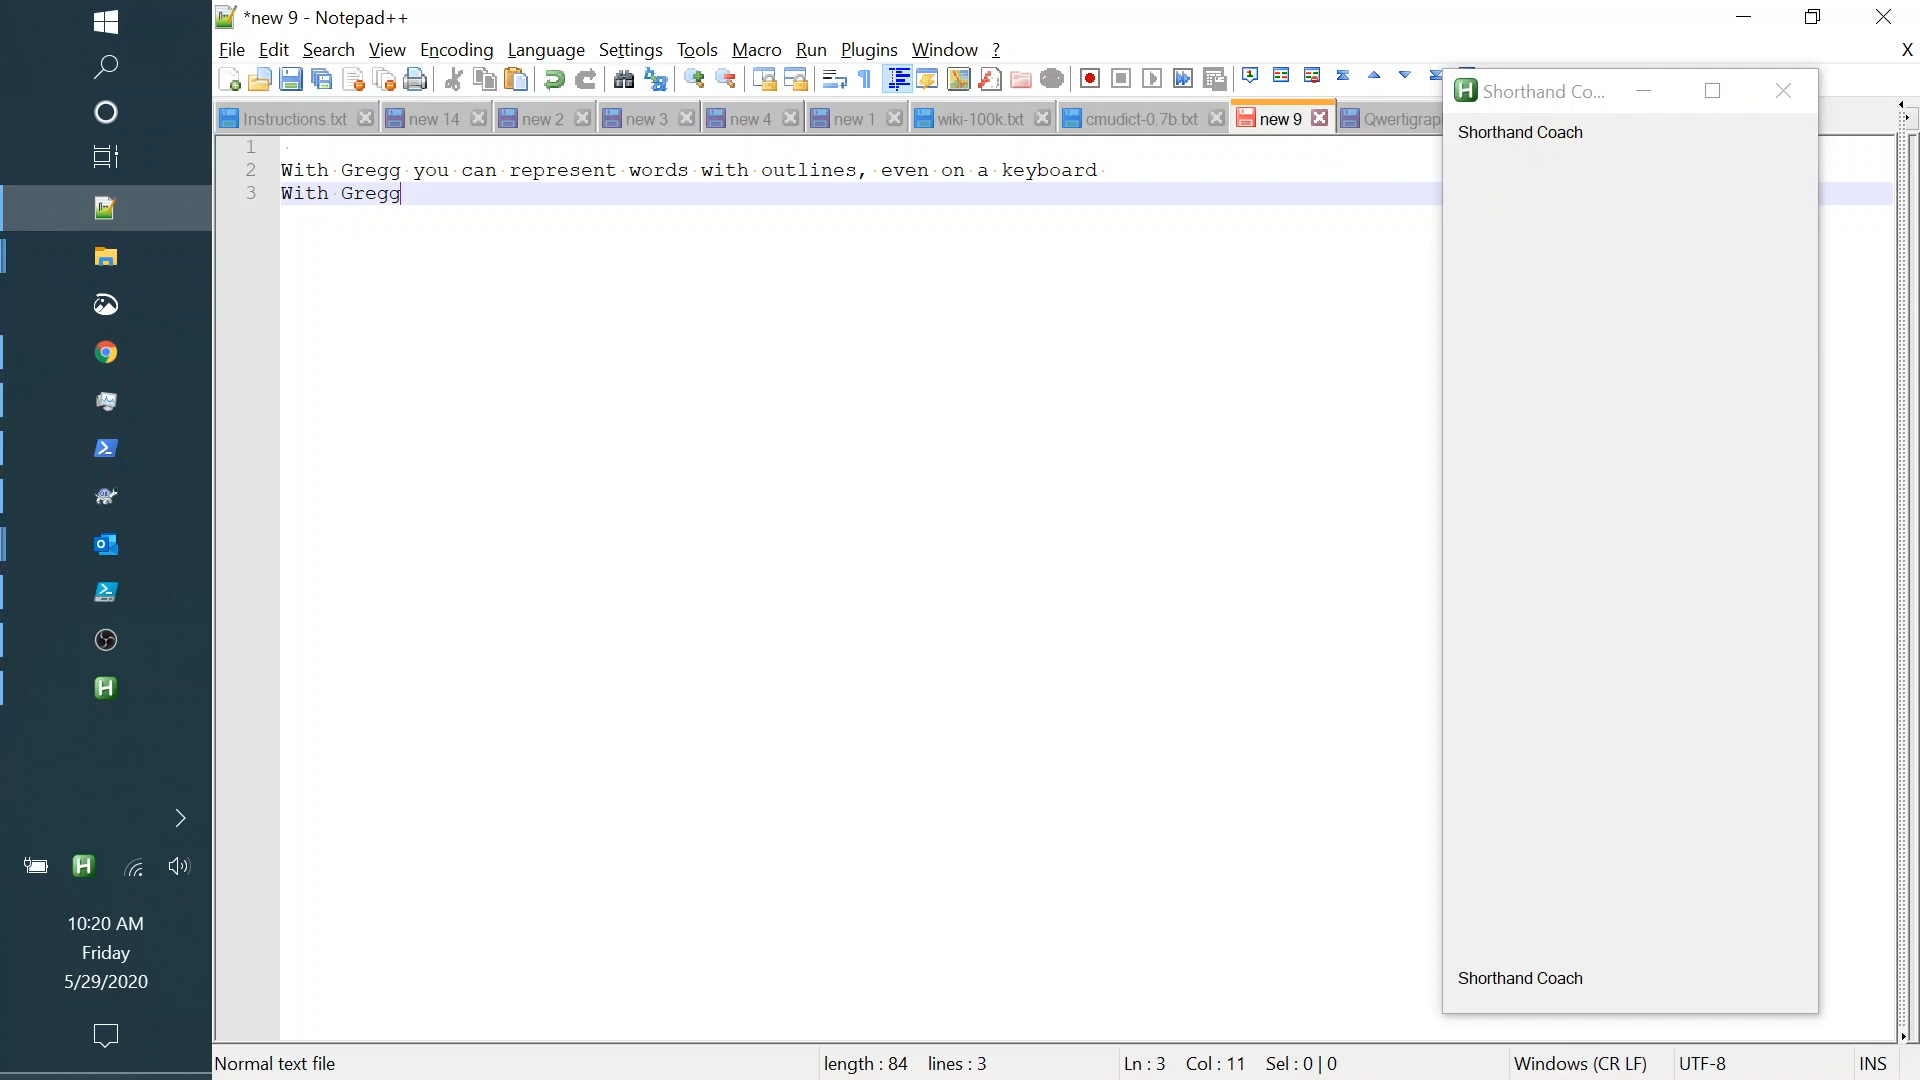 *new 9 - Notepad++
File Edit Search View Encoding Language Settings Tools Macro Run Plugins Window ? X
Instructions.txt new 14 new 2 new 3 new 4 new 1 wiki-100k.txt cmudict-0.7b.txt new 9 Qwertigrap
Shorthand Co...
Shorthand Coach
1
2 With Gregg you can represent words with outlines, even on a keyboard
3 With Gregg
Shorthand Coach
10:20 AM
Friday
5/29/2020
Normal text file length : 84 lines : 3 Ln : 3 Col : 11 Sel : 0 | 0 Windows (CR LF) UTF-8 INS